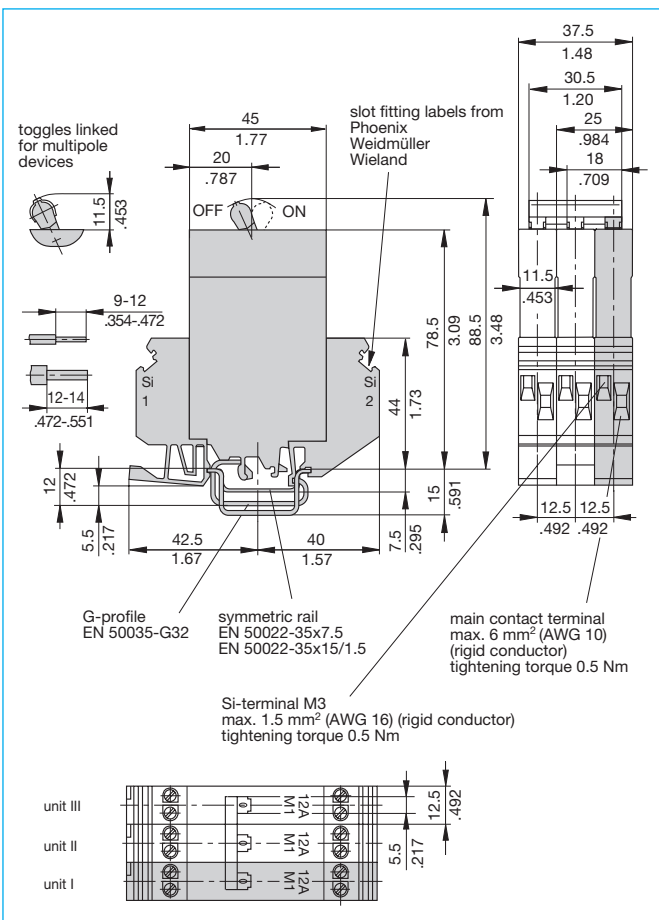 37.5
1.48
30.5
1.20
25
.984
18
.709
toggles linked
for multipole
devices
45
1.77
20
.787
slot fitting labels from
Phoenix
Weidmüller
Wieland
OFF
ON
11.5
.453
9-12
.354-.472
12-14
.472-.551
Si
1
Si
2
78.5
3.09
88.5
3.48
44
1.73
11.5
.453
12
.472
5.5
.217
15
.591
7.5
.295
42.5
1.67
40
1.57
12.5
.492
12.5
.492
G-profile
EN 50035-G32
symmetric rail
EN 50022-35x7.5
EN 50022-35x15/1.5
main contact terminal
max. 6 mm² (AWG 10)
(rigid conductor)
tightening torque 0.5 Nm
Si-terminal M3
max. 1.5 mm² (AWG 16) (rigid conductor)
tightening torque 0.5 Nm
unit III
12A
M1
unit II
12A
M1
unit I
12A
M1
5.5
.217
12.5
.492